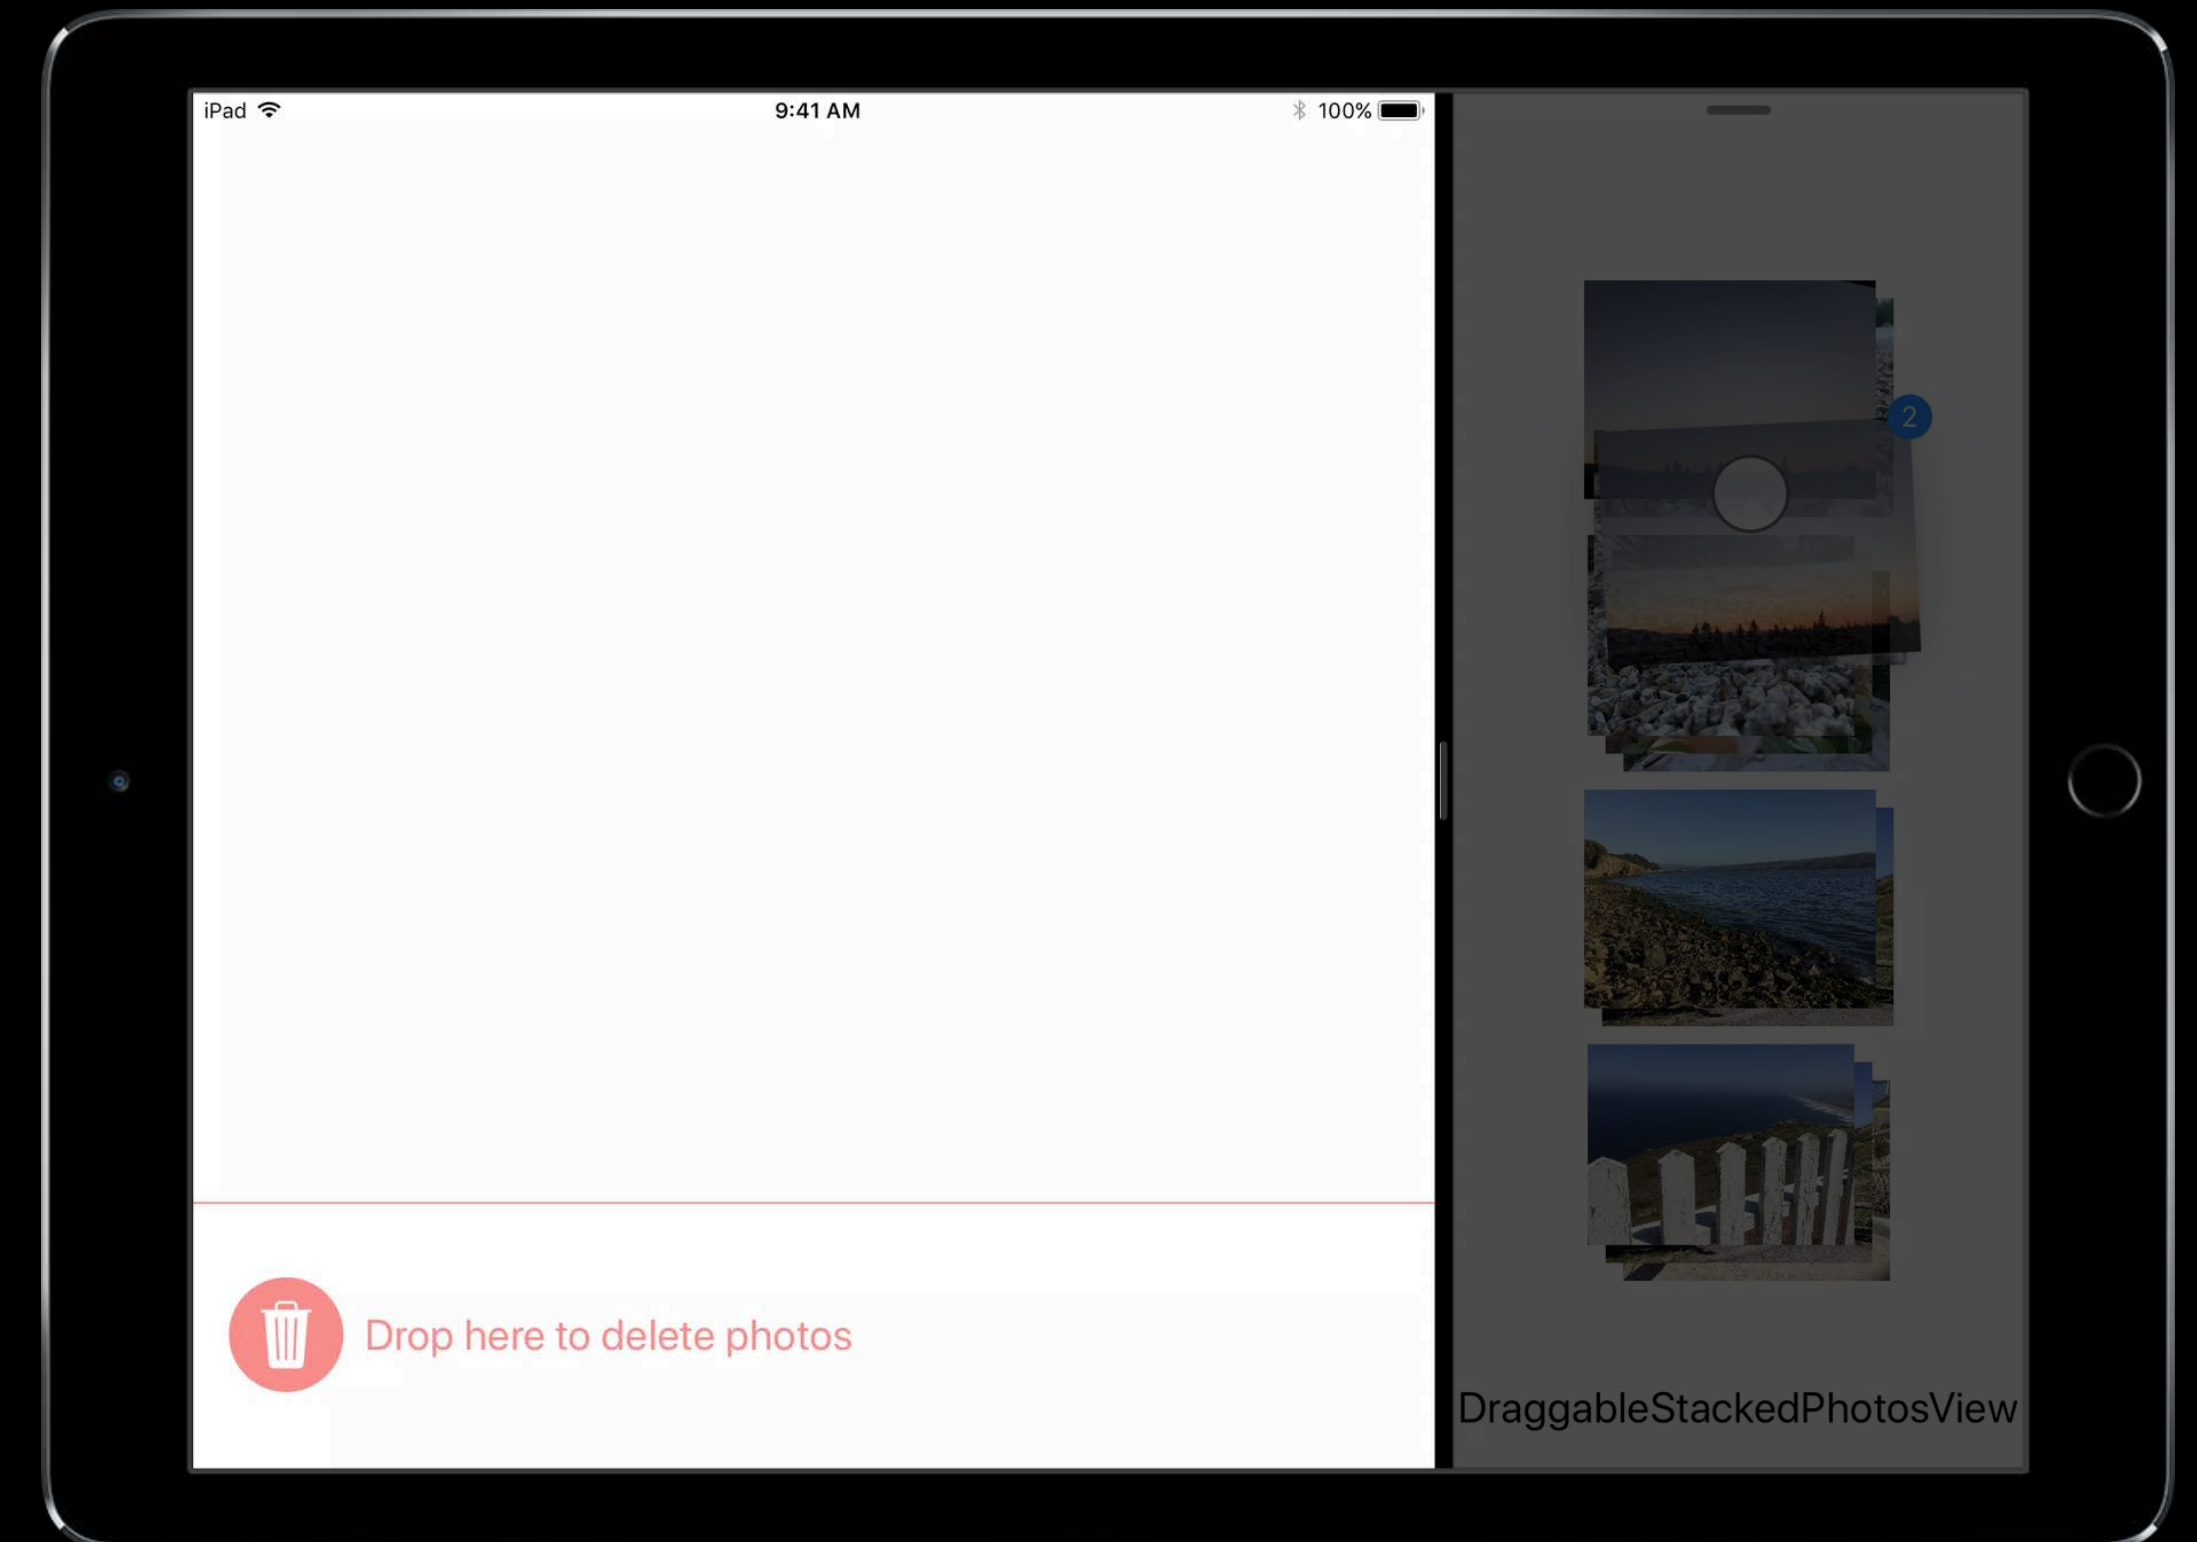 iPad
9:41 AM
100%
2
Drop here to delete photos
DraggableStackedPhotosView